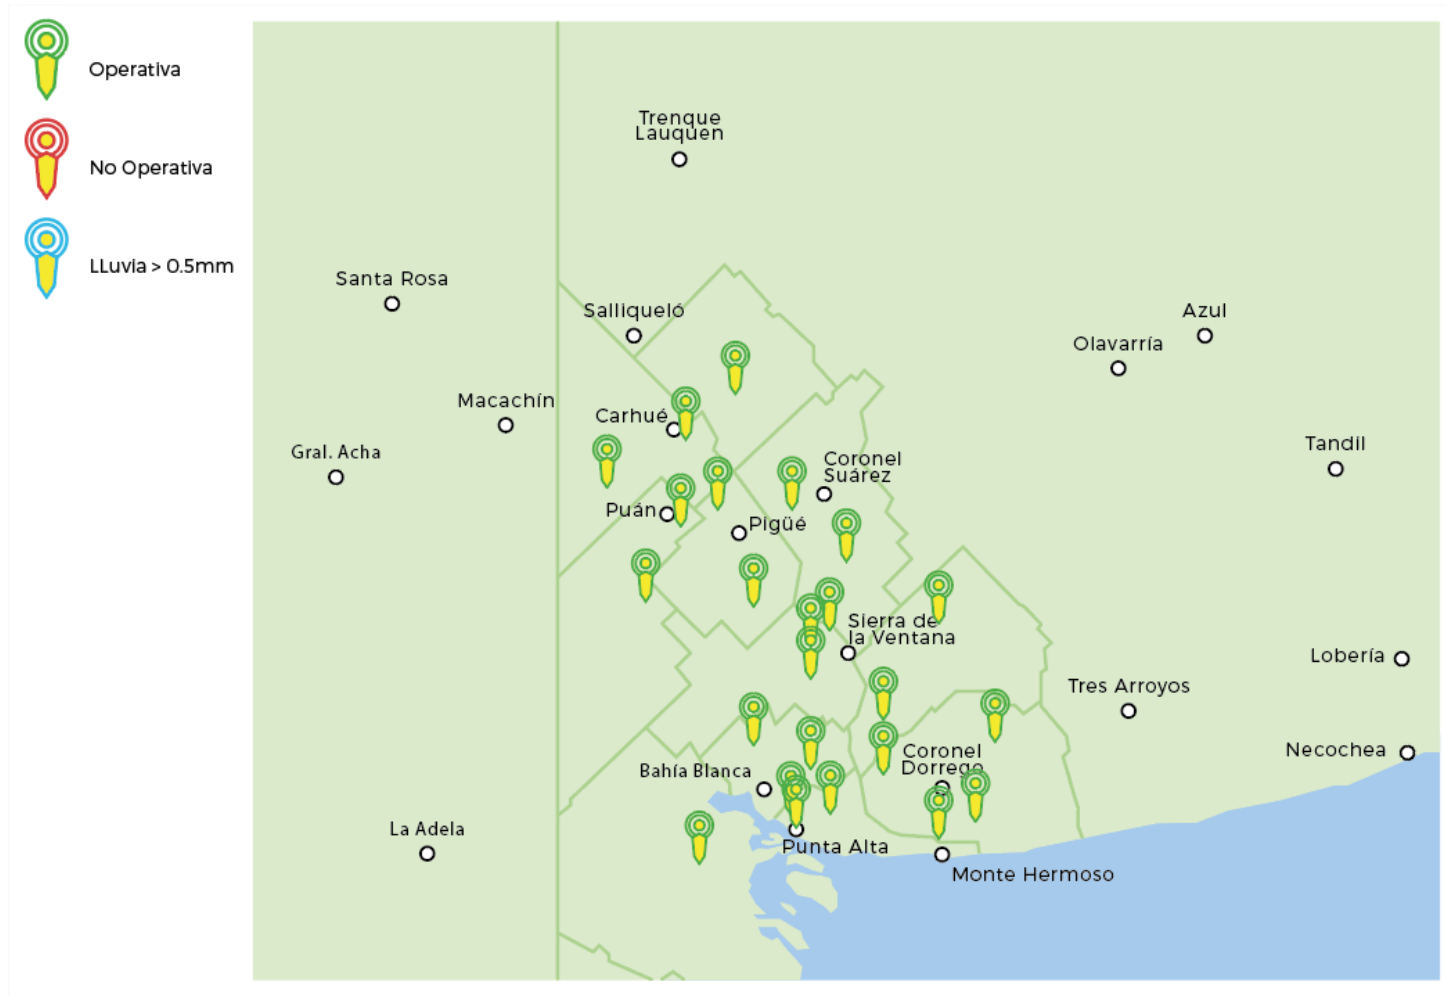 Operativa
No Operativa
LLuvia > 0.5mm
Trenque
Lauquen
Santa Rosa
Salliqueló
Azul
Olavarría
Macachín
Carhué
Gral. Acha
Coronel
Suárez
Tandil
Puán
Pigüé
Sierra de
la Ventana
Lobería
Tres Arroyos
Necochea
Coronel
Dorrego
Bahía Blanca
La Adela
Punta Alta
Monte Hermoso